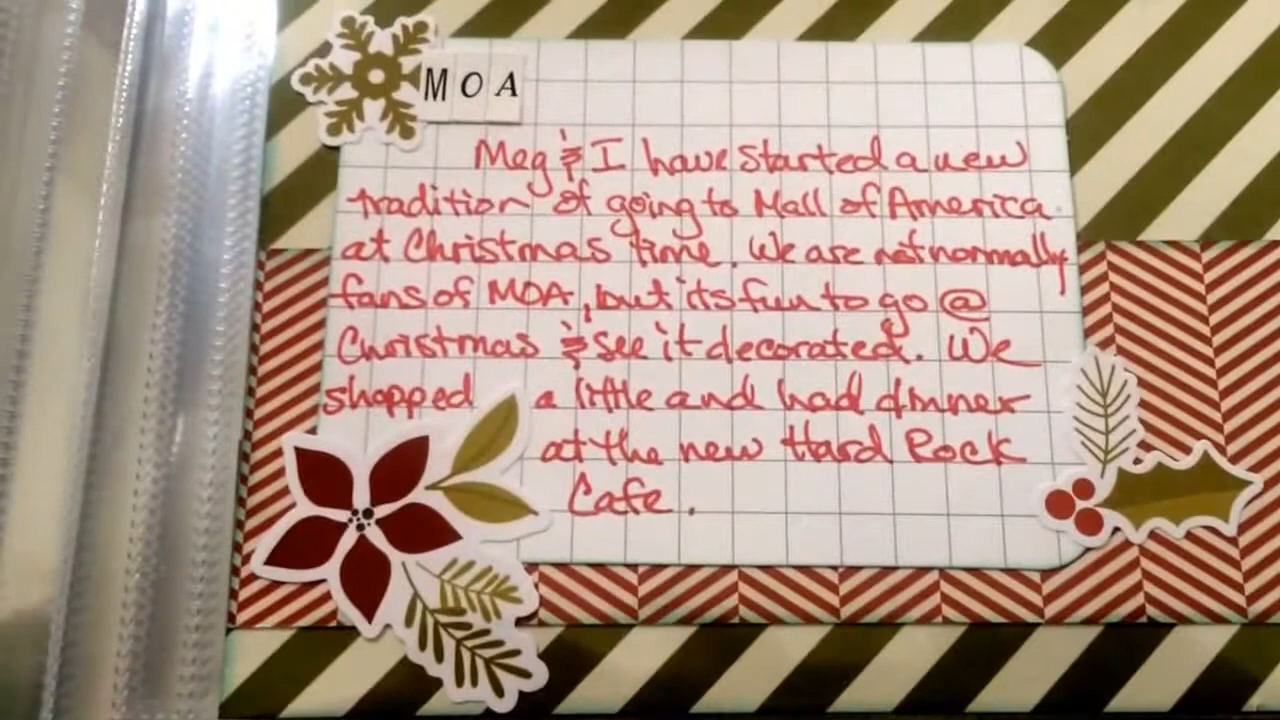 MOA
Meg & I have started a new
tradition of going to Mall of America
at Christmas time. We are not normally
fans of MOA, but its fun to go @
Christmas & see it decorated. We
shopped a little and had dinner
at the new Hard Rock
Cafe.